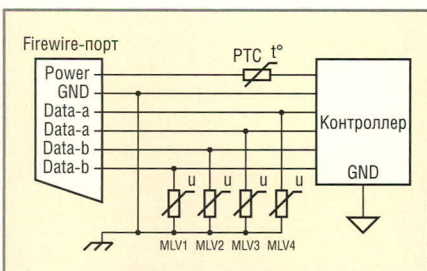 Firewire-порт
PTC t°
Power
GND
Data-a
Data-a
Data-b
Data-b
Контроллер
GND
u u u u
MLV1 MLV2 MLV3 MLV4